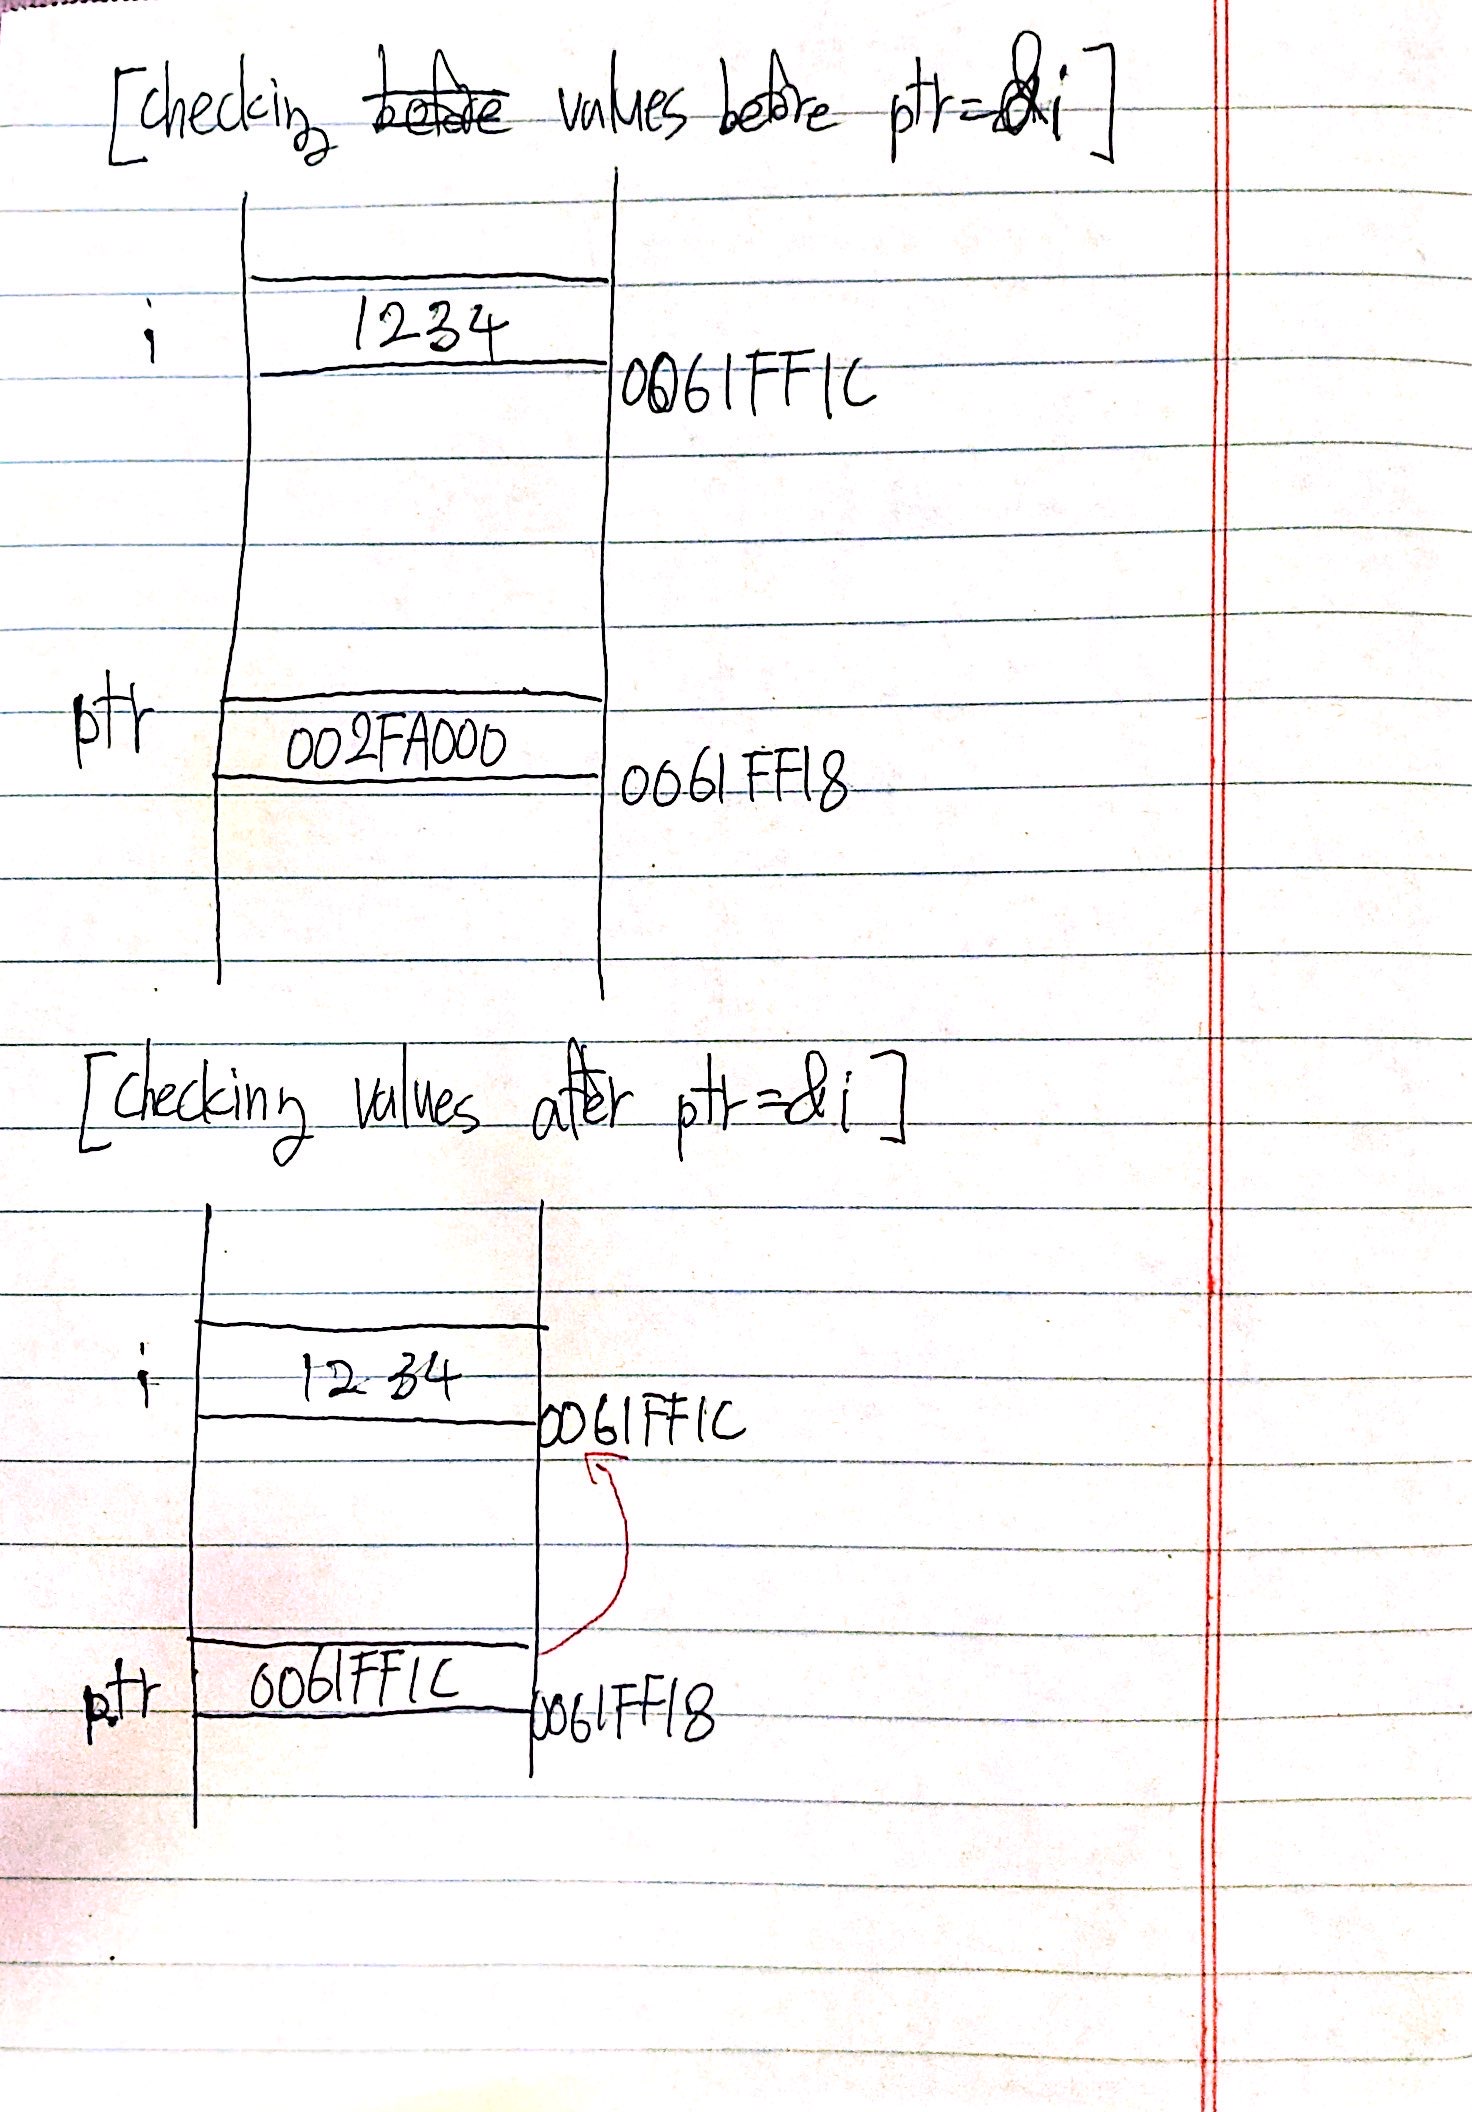 [checking before values before ptr=&i]
i 1234
0061FF1C
ptr 002FA000
0061FF18
[checking values after ptr=&i]
i 1234
0061FF1C
ptr 0061FF1C
0061FF18